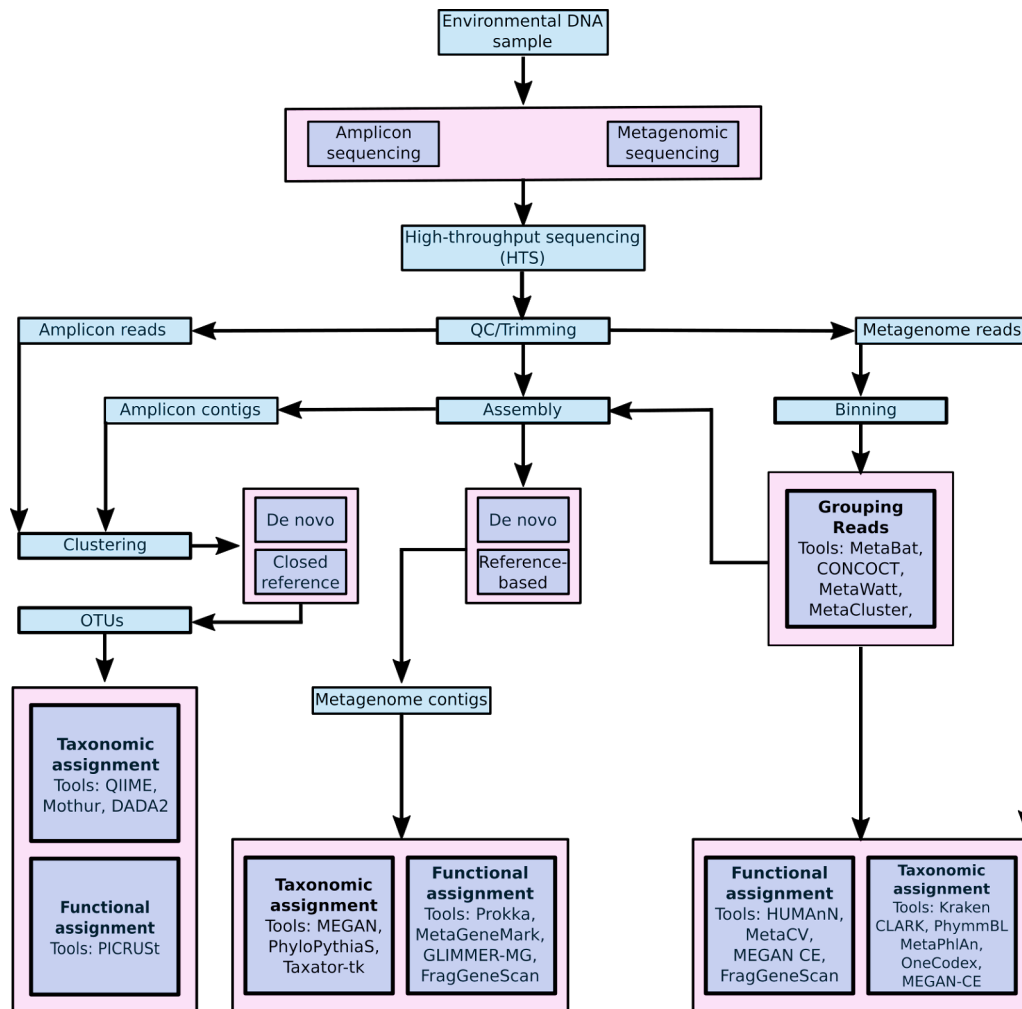 Environmental DNA
sample
Amplicon
sequencing
Metagenomic
sequencing
High-throughput sequencing
(HTS)
Amplicon reads
QC/Trimming
Metagenome reads
Amplicon contigs
Assembly
Binning
De novo
Closed
reference
De novo
Reference-
based
Grouping
Reads
Tools: MetaBat,
CONCOCT,
MetaWatt,
MetaCluster,
Clustering
OTUs
Metagenome contigs
Taxonomic
assignment
Tools: QIIME,
Mothur, DADA2
Functional
assignment
Tools: PICRUSt
Taxonomic
assignment
Tools: MEGAN,
PhyloPythiaS,
Taxator-tk
Functional
assignment
Tools: Prokka,
MetaGeneMark,
GLIMMER-MG,
FragGeneScan
Functional
assignment
Tools: HUMAnN,
MetaCV,
MEGAN CE,
FragGeneScan
Taxonomic
assignment
Tools: Kraken
CLARK, PhymmBL
MetaPhlAn,
OneCodex,
MEGAN-CE